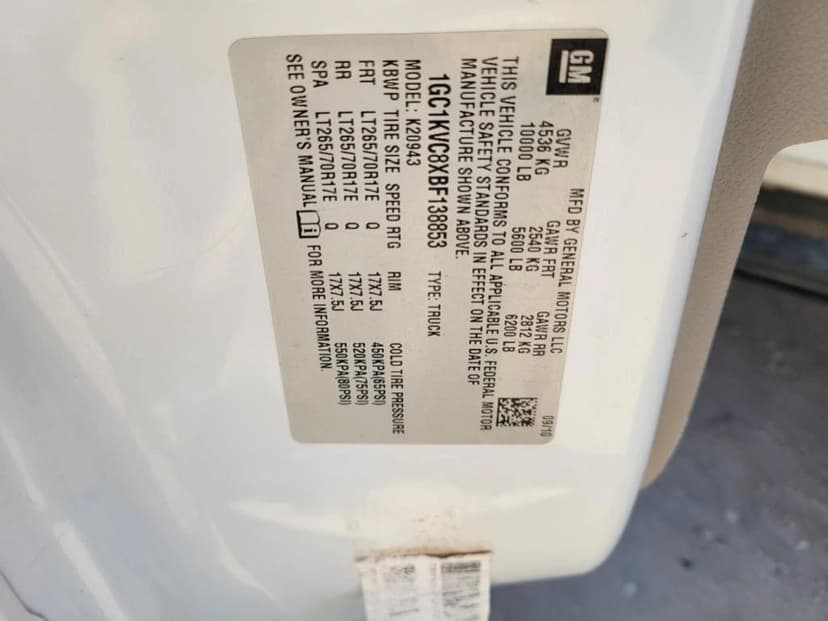 GM
MFD BY GENERAL MOTORS LLC 09/10
GVWR GAWR FRT GAWR RR
4536 KG 2540 KG 2812 KG
10000 LB 5600 LB 6200 LB
THIS VEHICLE CONFORMS TO ALL APPLICABLE U.S. FEDERAL MOTOR
VEHICLE SAFETY STANDARDS IN EFFECT ON THE DATE OF
MANUFACTURE SHOWN ABOVE.
1GC1KVC8XBF138853 TYPE: TRUCK
MODEL: K20943
KBWP TIRE SIZE SPEED RTG RIM COLD TIRE PRESSURE
FRT LT265/70R17E Q 17X7.5J 450KPA(65PSI)
RR LT265/70R17E Q 17X7.5J 520KPA(75PSI)
SPA LT265/70R17E Q 17X7.5J 550KPA(80PSI)
SEE OWNER'S MANUAL i FOR MORE INFORMATION.